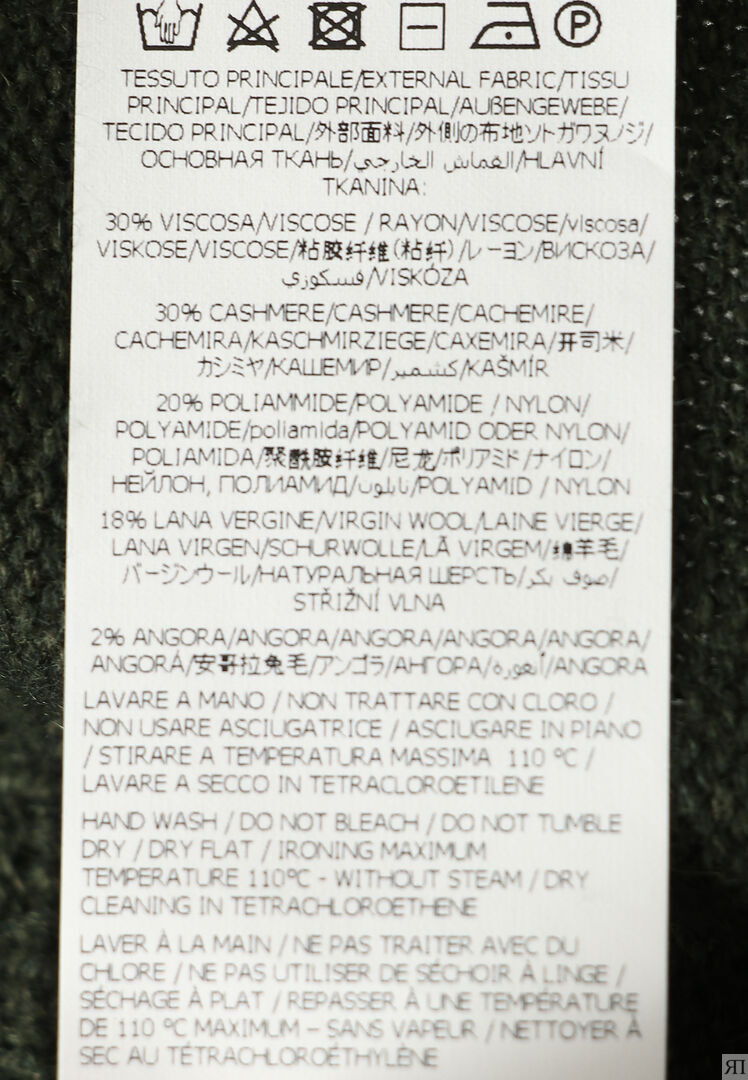 P
TESSUTO PRINCIPALE/EXTERNAL FABRIC/TISSU
PRINCIPAL/TEJIDO PRINCIPAL/AUßENGEWEBE/
TECIDO PRINCIPAL/外部面料/外側の布地ソトガワヌノジ/
ОСНОВНАЯ ТКАНЬ/القماش الخارجي/HLAVNÍ
TKANINA:
30% VISCOSA/VISCOSE / RAYON/VISCOSE/viscosa/
VISKOSE/VISCOSE/粘胶纤维(粘纤)/レーヨン/ВИСКОЗА/
فسكوزي/VISKÓZA
30% CASHMERE/CASHMERE/CACHEMIRE/
CACHEMIRA/KASCHMIRZIEGE/CAXEMIRA/开司米/
カシミヤ/КАШЕМИР/كشمير/KAŠMÍR
20% POLIAMMIDE/POLYAMIDE / NYLON/
POLYAMIDE/poliamida/POLYAMID ODER NYLON/
POLIAMIDA/聚酰胺纤维/尼龙/ポリアミド/ナイロン/
НЕЙЛОН, ПОЛИАМИД/نايلون/POLYAMID / NYLON
18% LANA VERGINE/VIRGIN WOOL/LAINE VIERGE/
LANA VIRGEN/SCHURWOLLE/LÃ VIRGEM/绵羊毛/
バージンウール/НАТУРАЛЬНАЯ ШЕРСТЬ/صوف بكر/
STŘIŽNÍ VLNA
2% ANGORA/ANGORA/ANGORA/ANGORA/ANGORA/
ANGORÁ/安哥拉兔毛/アンゴラ/АНГОРА/أنغوره/ANGORA
LAVARE A MANO / NON TRATTARE CON CLORO /
NON USARE ASCIUGATRICE / ASCIUGARE IN PIANO
/ STIRARE A TEMPERATURA MASSIMA 110 °C /
LAVARE A SECCO IN TETRACLOROETILENE
HAND WASH / DO NOT BLEACH / DO NOT TUMBLE
DRY / DRY FLAT / IRONING MAXIMUM
TEMPERATURE 110°C - WITHOUT STEAM / DRY
CLEANING IN TETRACHLOROETHENE
LAVER À LA MAIN / NE PAS TRAITER AVEC DU
CHLORE / NE PAS UTILISER DE SÉCHOIR À LINGE /
SÉCHAGE À PLAT / REPASSER À UNE TEMPÉRATURE
DE 110 °C MAXIMUM – SANS VAPEUR / NETTOYER À
SEC AU TÉTRACHLOROÉTHYLÈNE
ЯП